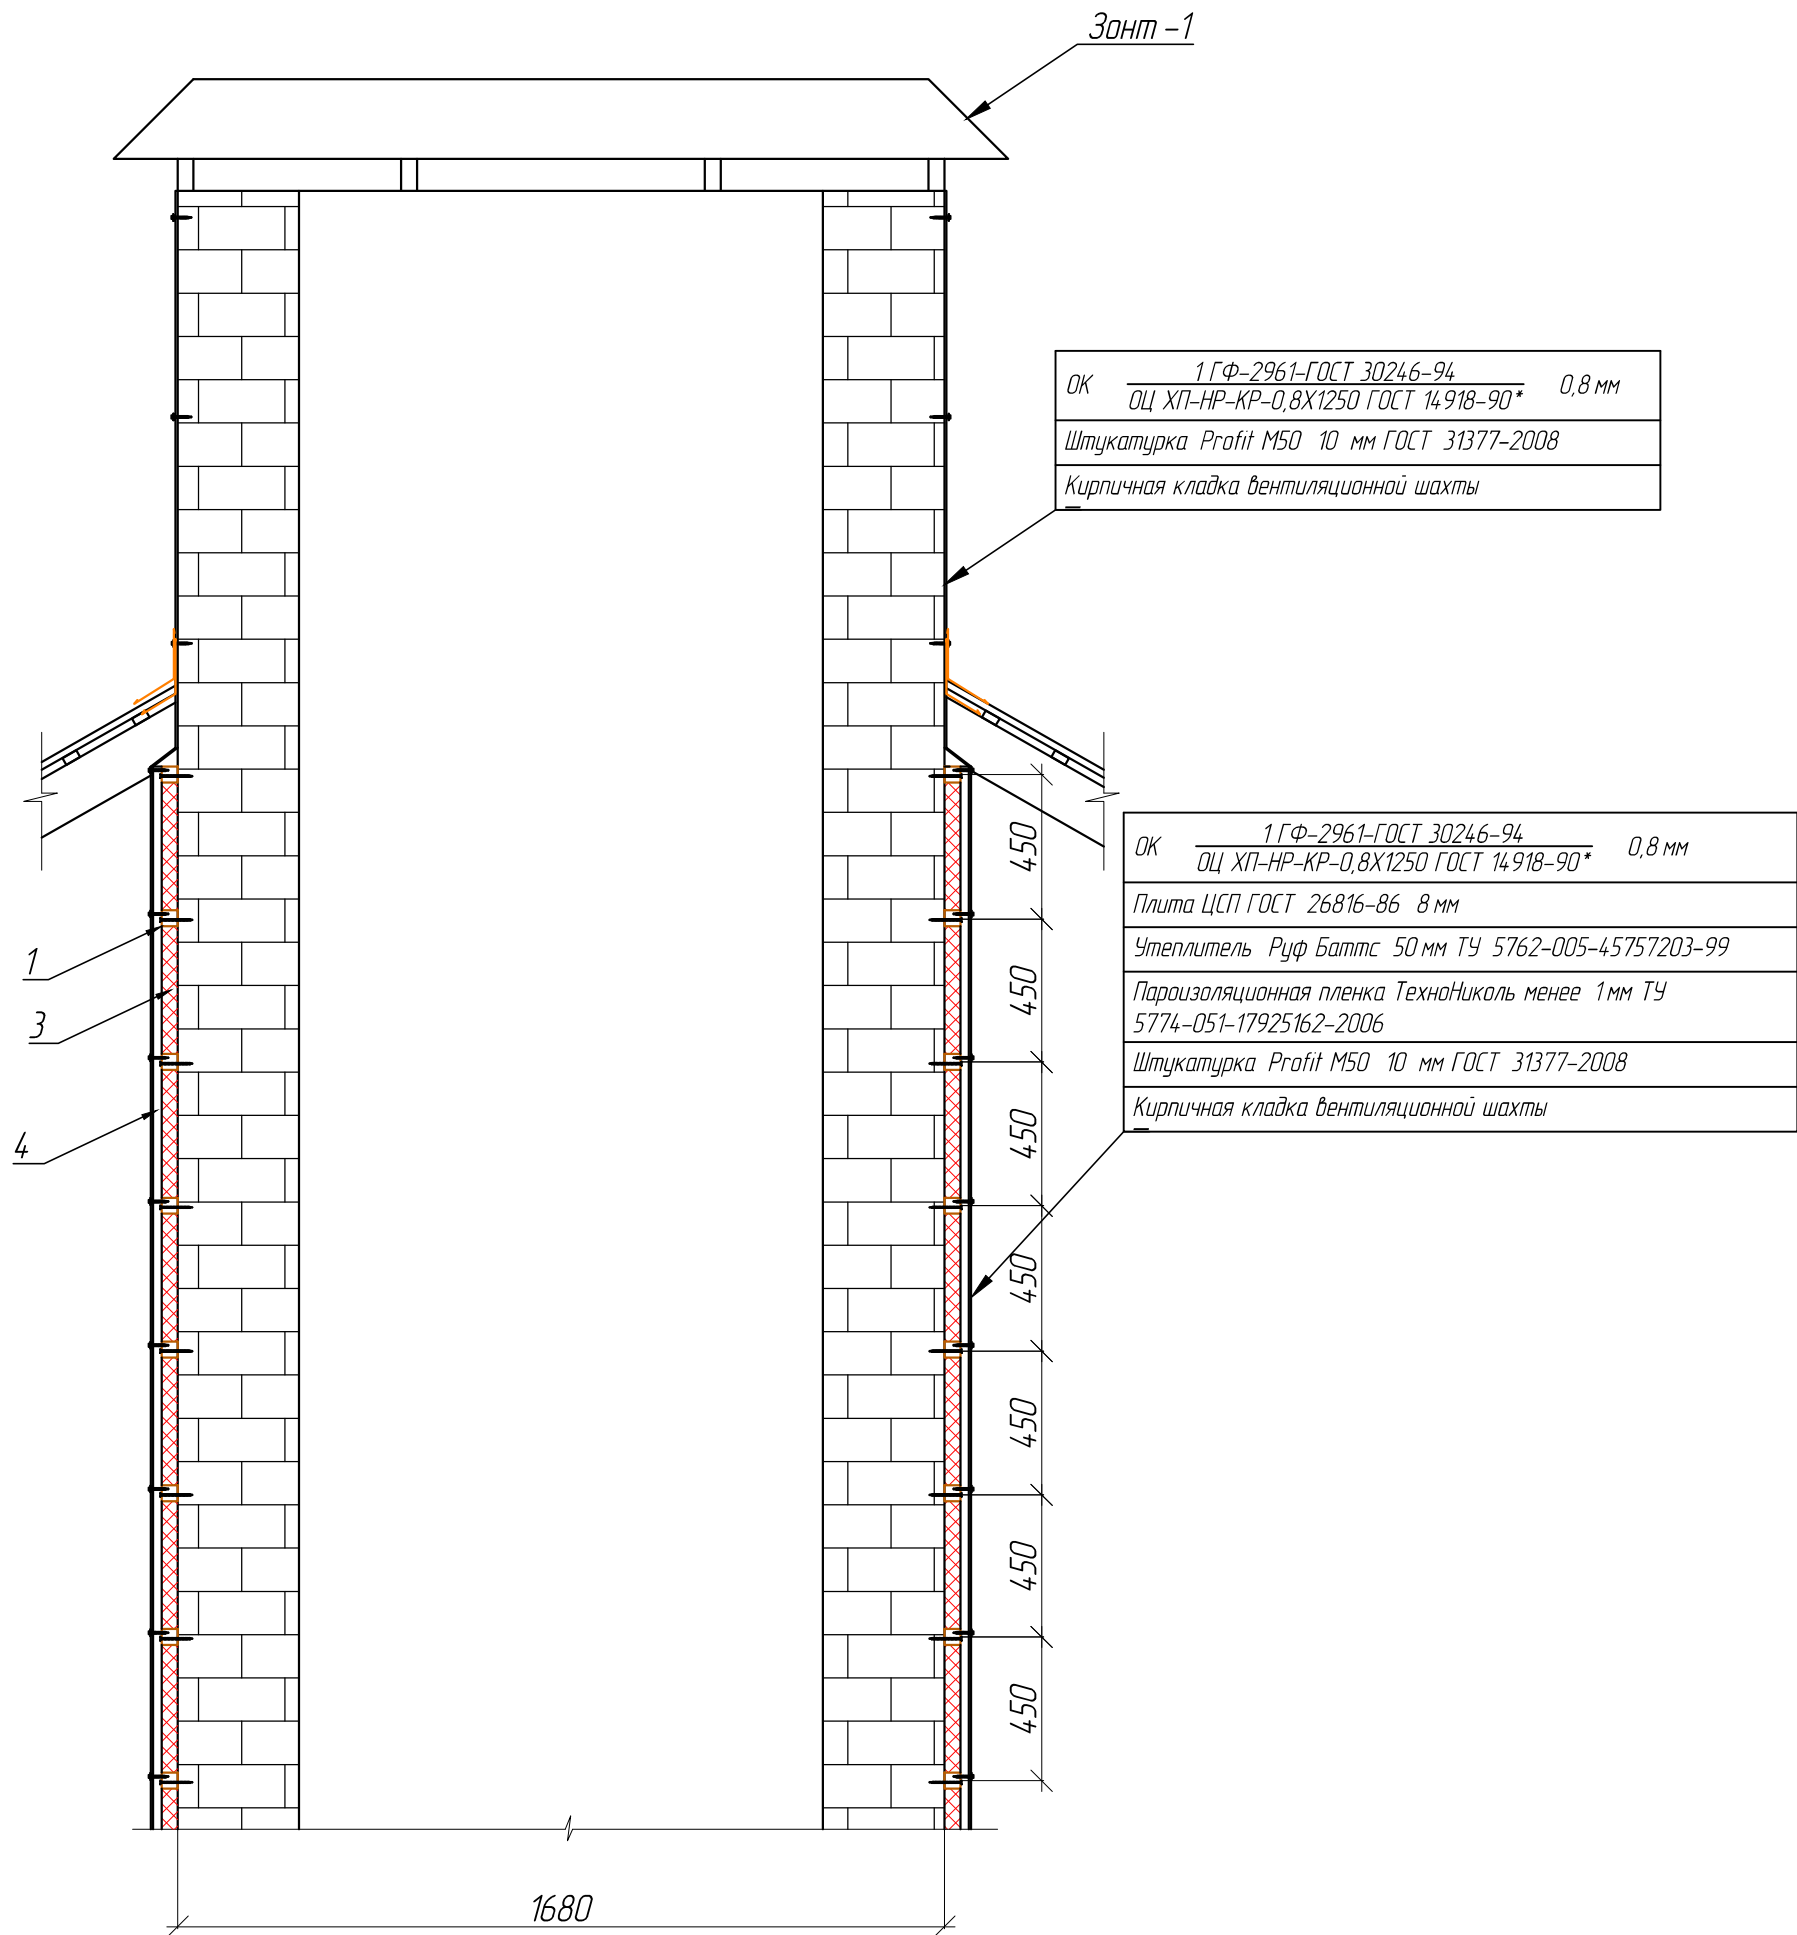 Зонт -1
1 ГФ-2961-ГОСТ 30246-94
ОК 0,8 мм
ОЦ ХП-НР-КР-0,8Х1250 ГОСТ 14918-90*
Штукатурка Profit М50 10 мм ГОСТ 31377-2008
Кирпичная кладка вентиляционной шахты
1 ГФ-2961-ГОСТ 30246-94
ОК 0,8 мм
ОЦ ХП-НР-КР-0,8Х1250 ГОСТ 14918-90*
Плита ЦСП ГОСТ 26816-86 8 мм
Утеплитель Руф Баттс 50 мм ТУ 5762-005-45757203-99
Пароизоляционная пленка ТехноНиколь менее 1 мм ТУ
5774-051-17925162-2006
Штукатурка Profit М50 10 мм ГОСТ 31377-2008
Кирпичная кладка вентиляционной шахты
1
3
4
450
450
450
450
450
450
450
1680